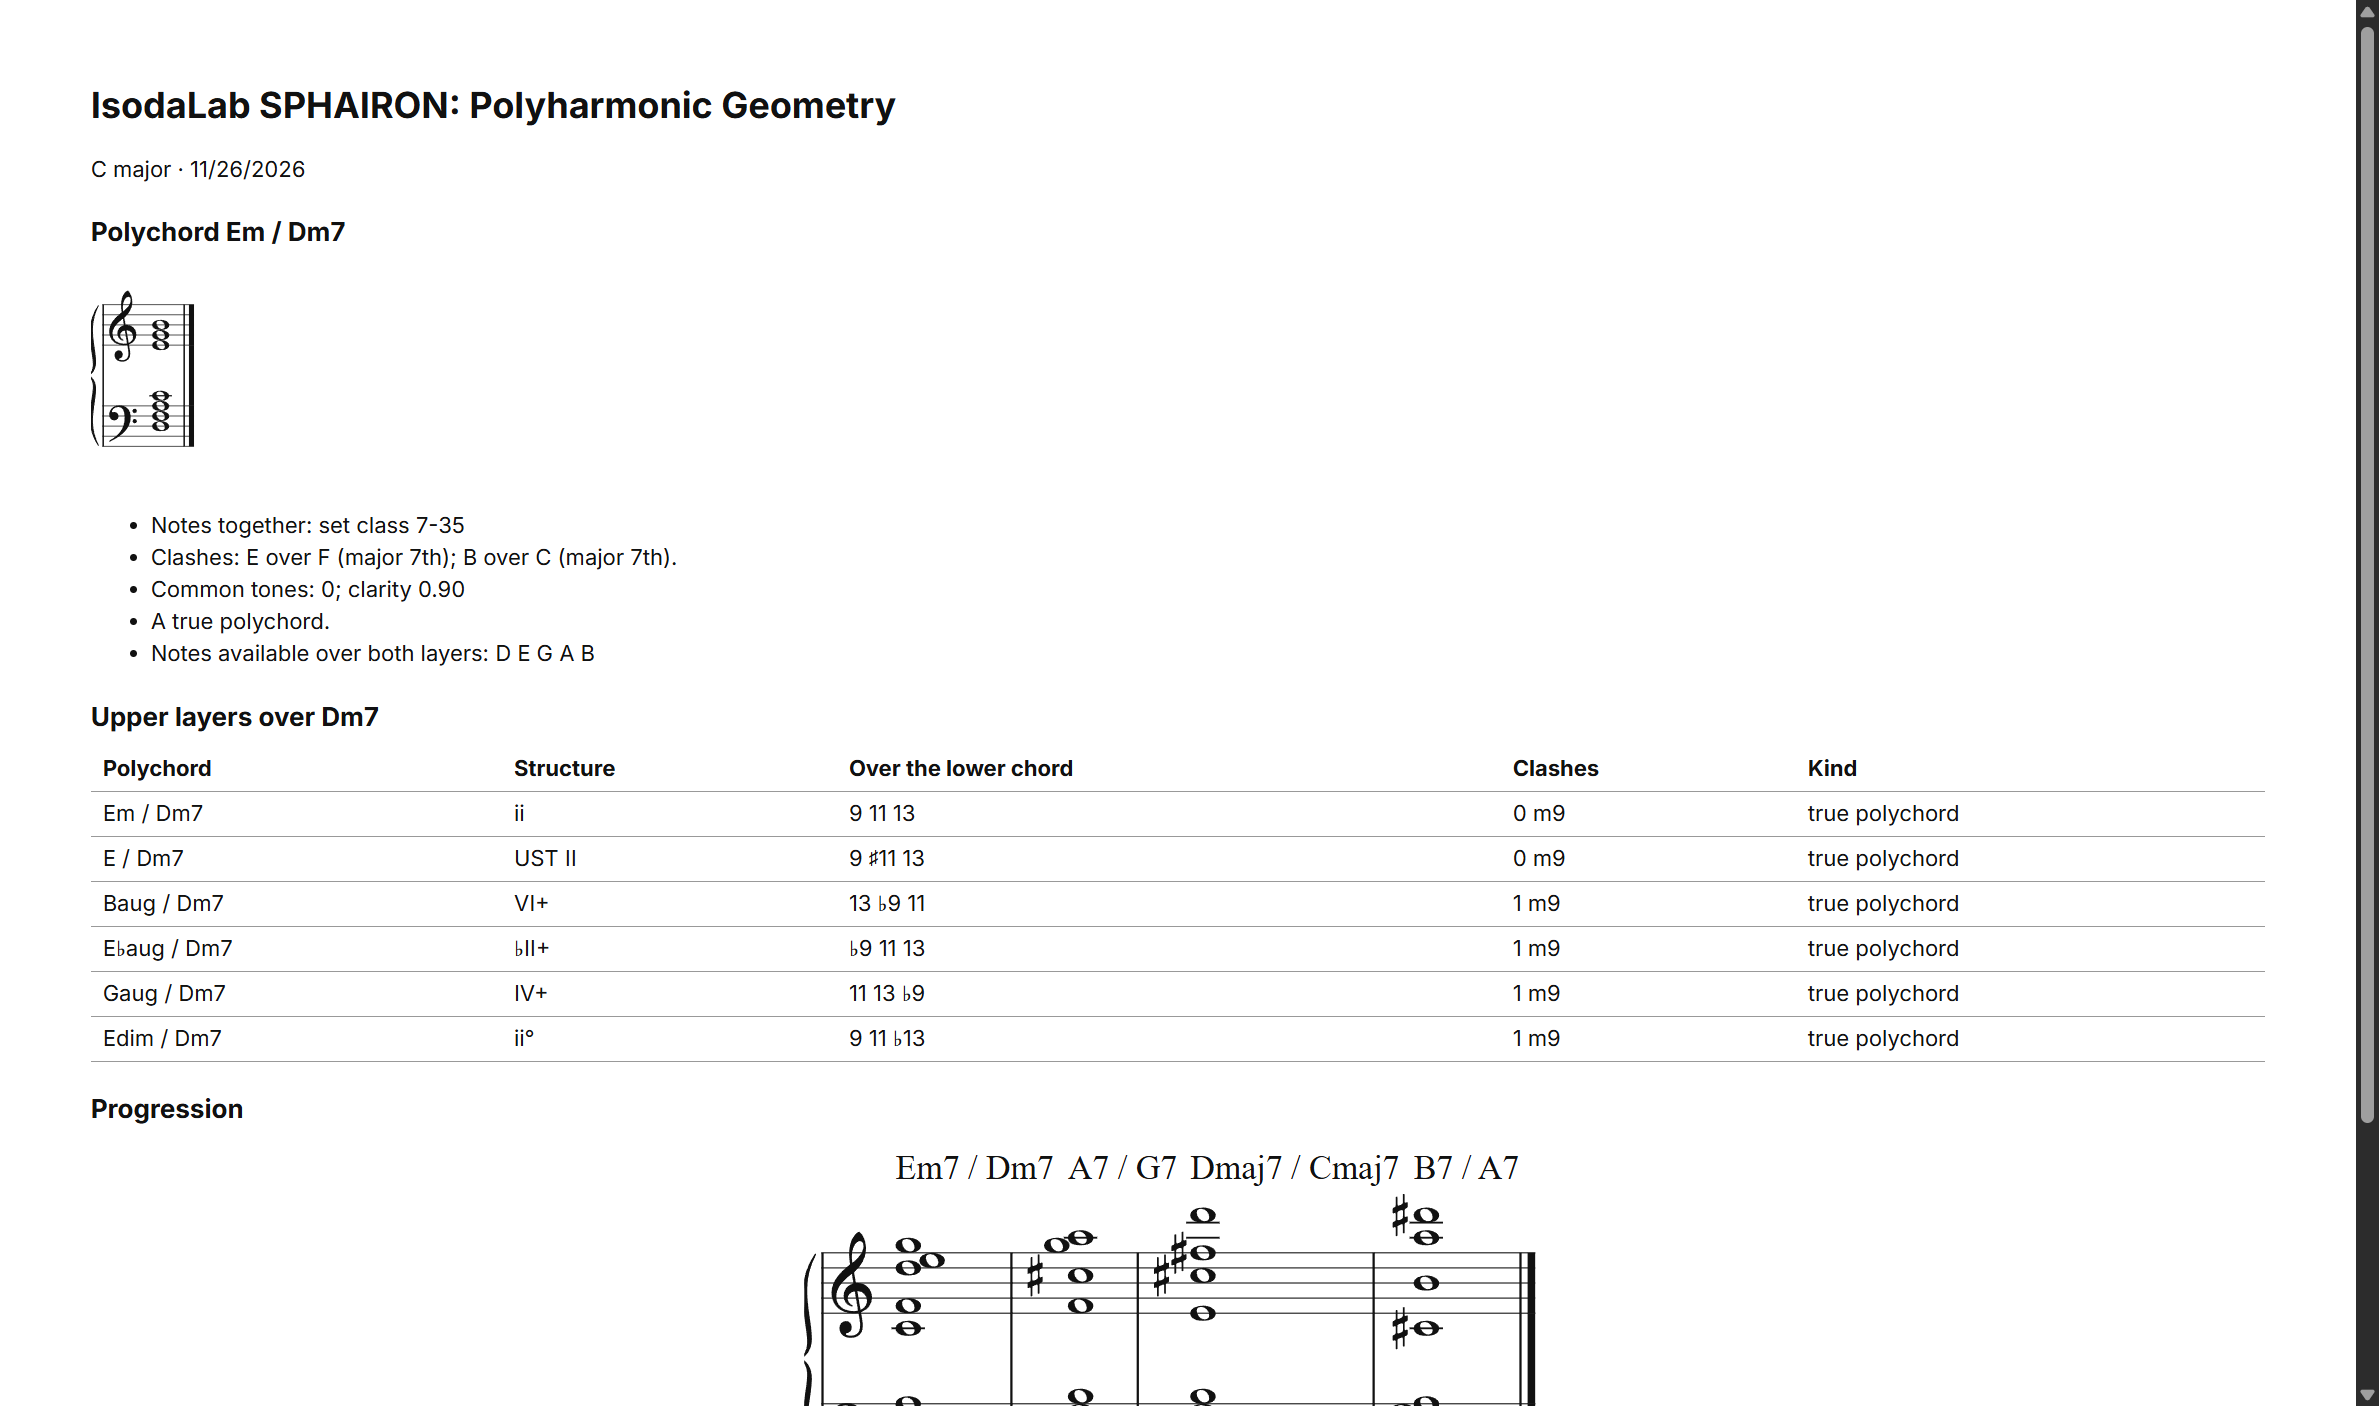 IsodaLab SPHAIRON: Polyharmonic Geometry
C major · 11/26/2026
Polychord Em / Dm7
Notes together: set class 7-35
Clashes: E over F (major 7th); B over C (major 7th).
Common tones: 0; clarity 0.90
A true polychord.
Notes available over both layers: D E G A B
Upper layers over Dm7
Polychord Structure Over the lower chord Clashes Kind
Em / Dm7 ii 9 11 13 0 m9 true polychord
E / Dm7 UST II 9 ♯11 13 0 m9 true polychord
Baug / Dm7 VI+ 13 ♭9 11 1 m9 true polychord
E♭aug / Dm7 ♭II+ ♭9 11 13 1 m9 true polychord
Gaug / Dm7 IV+ 11 13 ♭9 1 m9 true polychord
Edim / Dm7 ii° 9 11 ♭13 1 m9 true polychord
Progression
Em7 / Dm7 A7 / G7 Dmaj7 / Cmaj7 B7 / A7